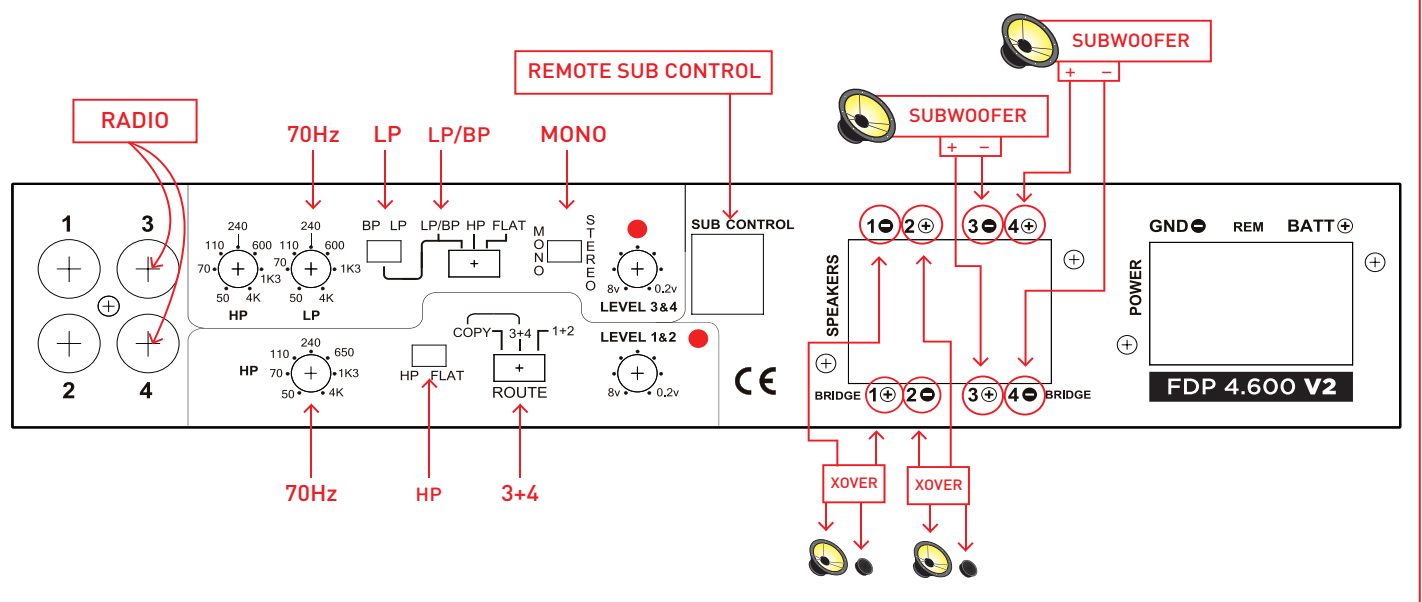 SUBWOOFER
+ −
SUBWOOFER
+ −
REMOTE SUB CONTROL
RADIO
70Hz LP LP/BP MONO
1 3
2 4
240
110 600
70 1K3
50 4K
HP
240
110 600
70 1K3
50 4K
LP
BP LP
LP/BP HP FLAT
MONO
STEREO
8v 0.2v
LEVEL 3&4
SUB CONTROL
HP
240
110 650
70 1K3
50 4K
HP FLAT
COPY 3+4 1+2
+
ROUTE
LEVEL 1&2
8v 0.2v
CE
SPEAKERS
1− 2+ 3− 4+
BRIDGE 1+ 2− 3+ 4− BRIDGE
GND− REM BATT+
POWER
FDP 4.600 V2
70Hz HP 3+4
XOVER XOVER